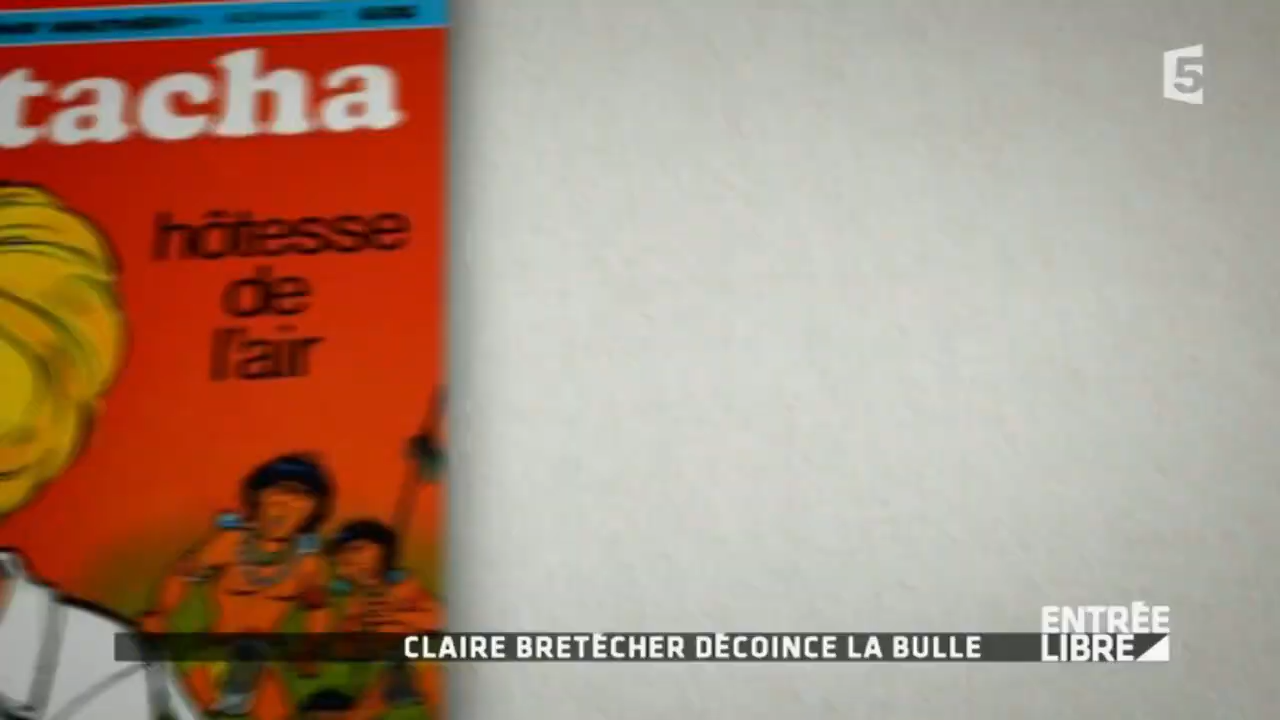 tacha
5
hôtesse
de
l'air
CLAIRE BRETÉCHER DÉCOINCE LA BULLE
ENTRÉE
LIBRE